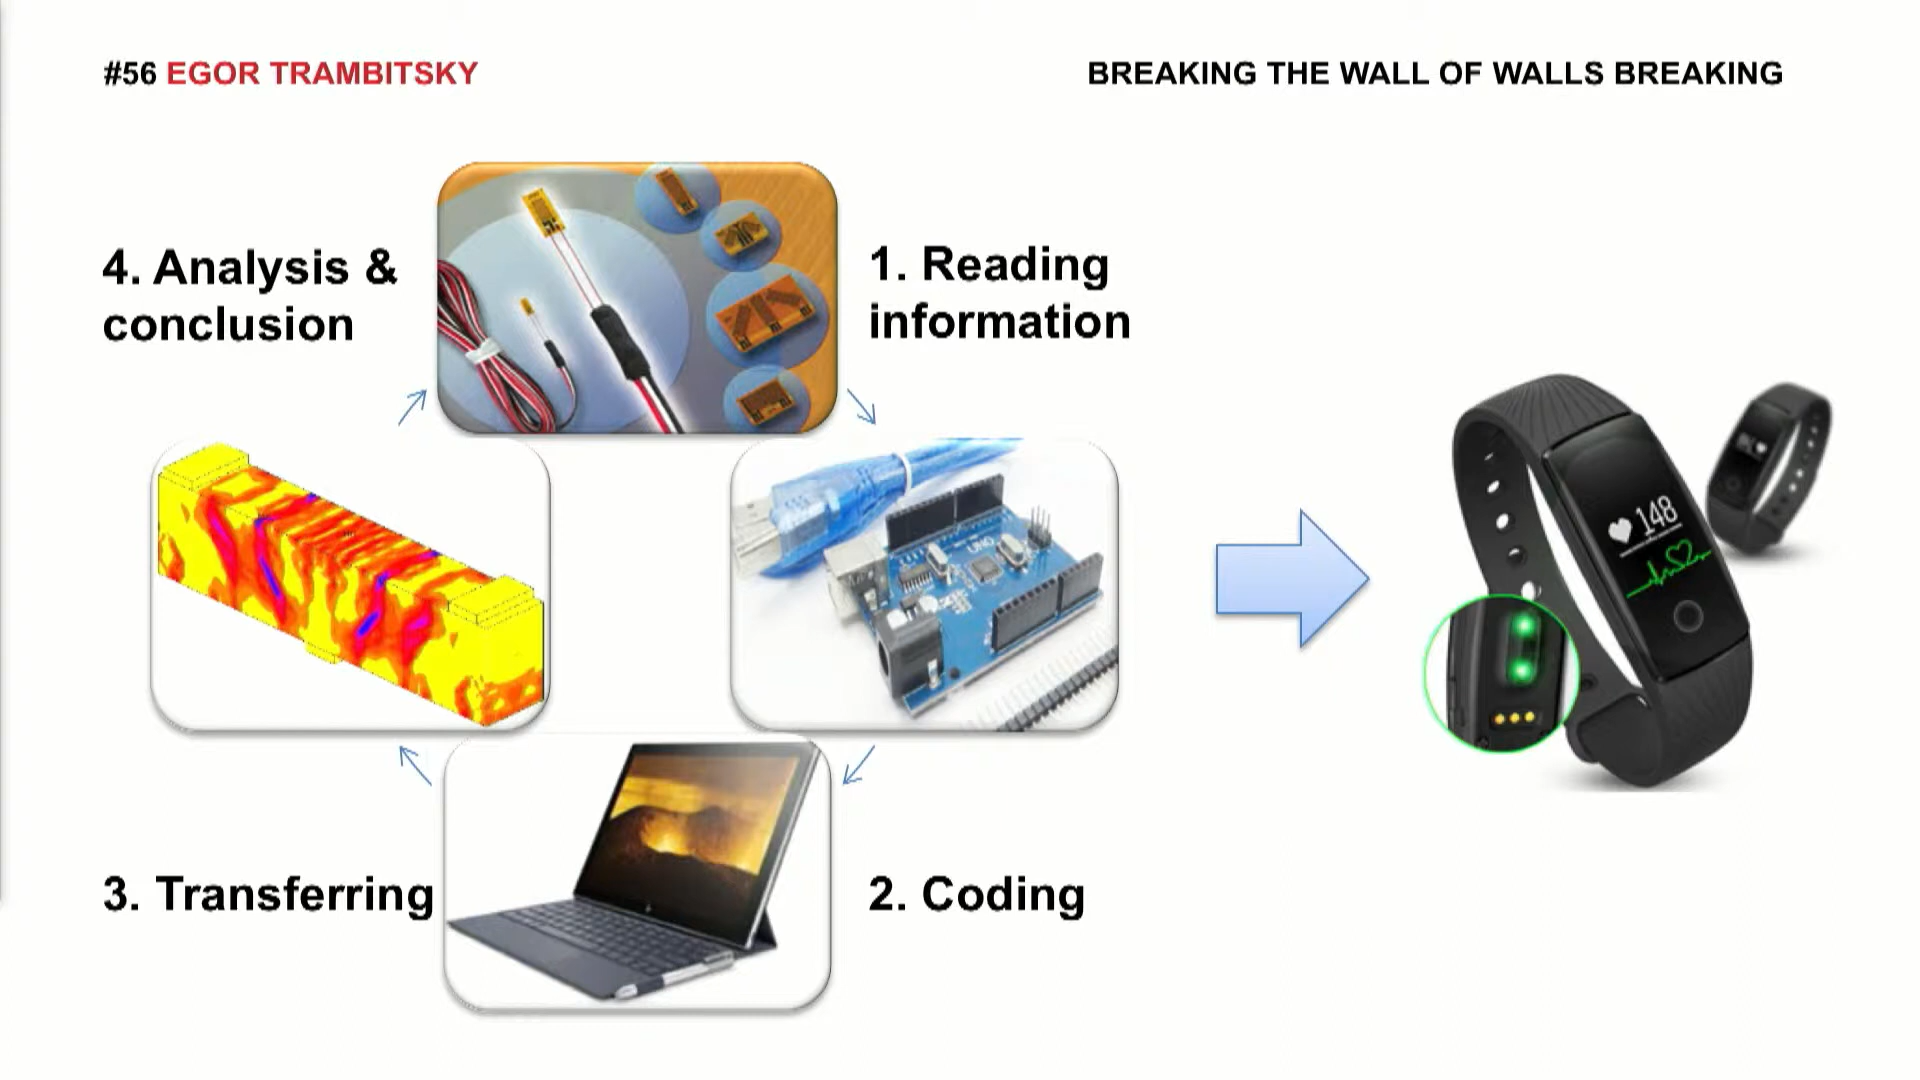 #56 EGOR TRAMBITSKY
BREAKING THE WALL OF WALLS BREAKING
4. Analysis &
conclusion
1. Reading
information
UNO
148
3. Transferring
2. Coding